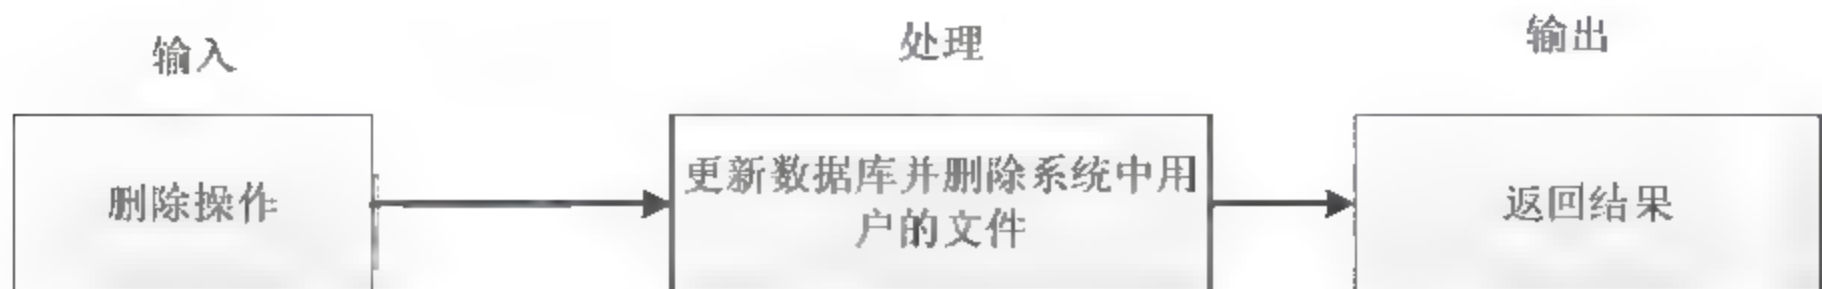 输入
处理
输出
删除操作
更新数据库并删除系统中用
户的文件
返回结果